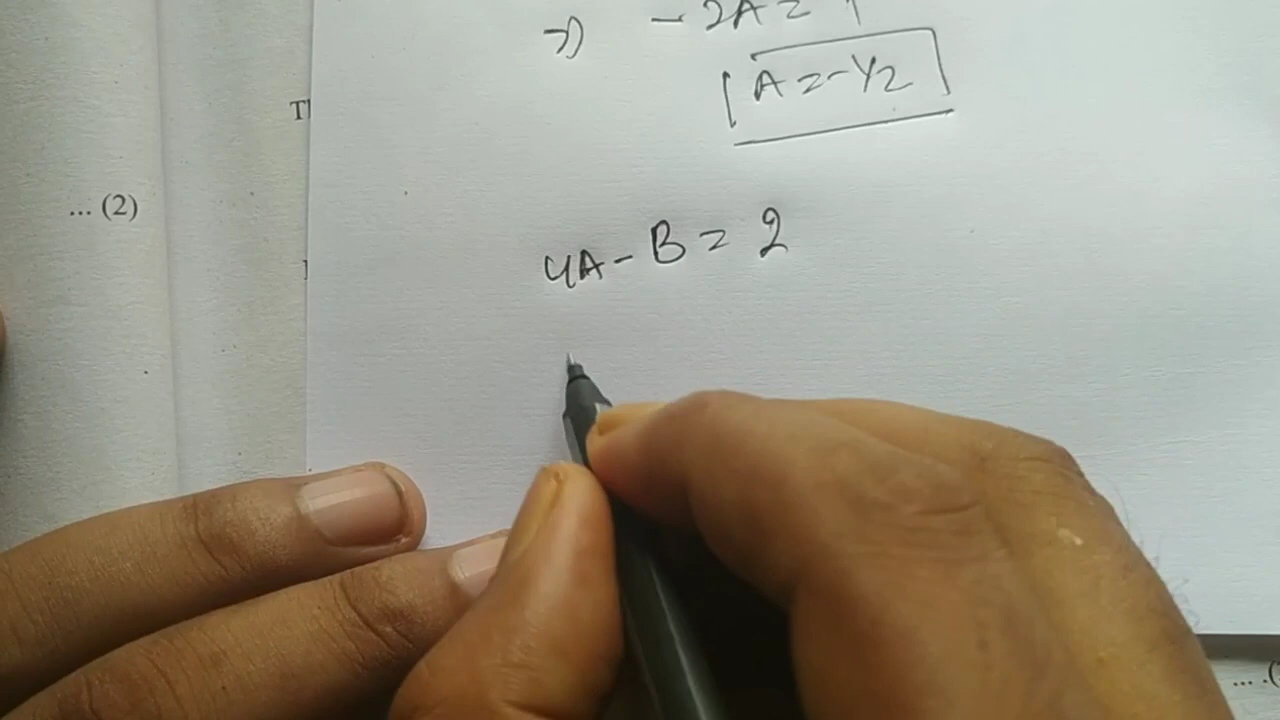 ⇒ - 2A = 1
A = -1/2
4A - B = 2
... (2)